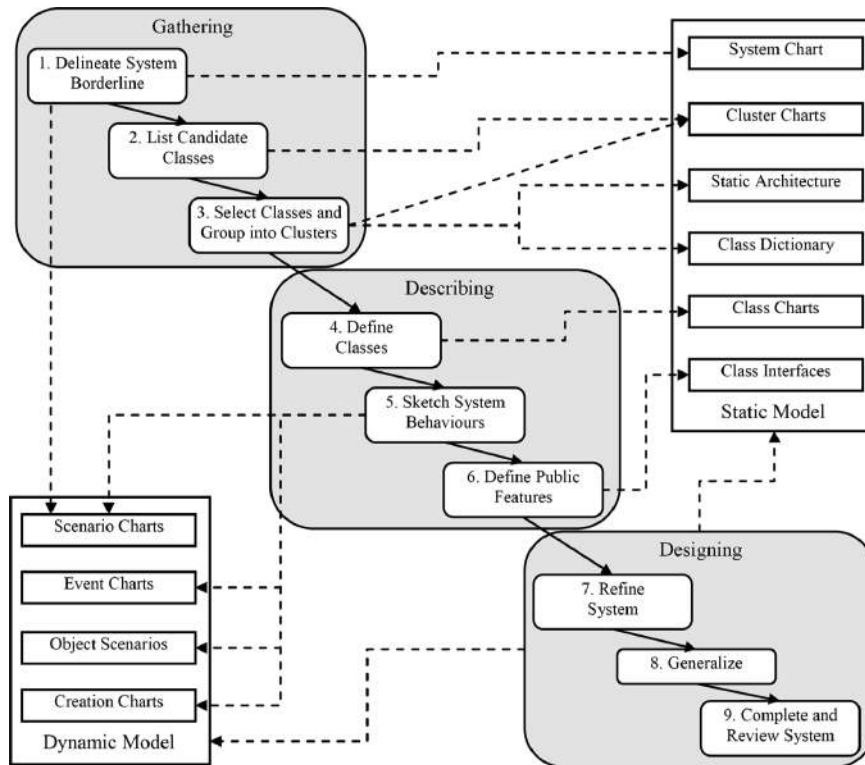 Gathering
1. Delineate System
Borderline
2. List Candidate
Classes
3. Select Classes and
Group into Clusters
Describing
4. Define
Classes
5. Sketch System
Behaviours
6. Define Public
Features
Designing
7. Refine
System
8. Generalize
9. Complete and
Review System
System Chart
Cluster Charts
Static Architecture
Class Dictionary
Class Charts
Class Interfaces
Static Model
Scenario Charts
Event Charts
Object Scenarios
Creation Charts
Dynamic Model